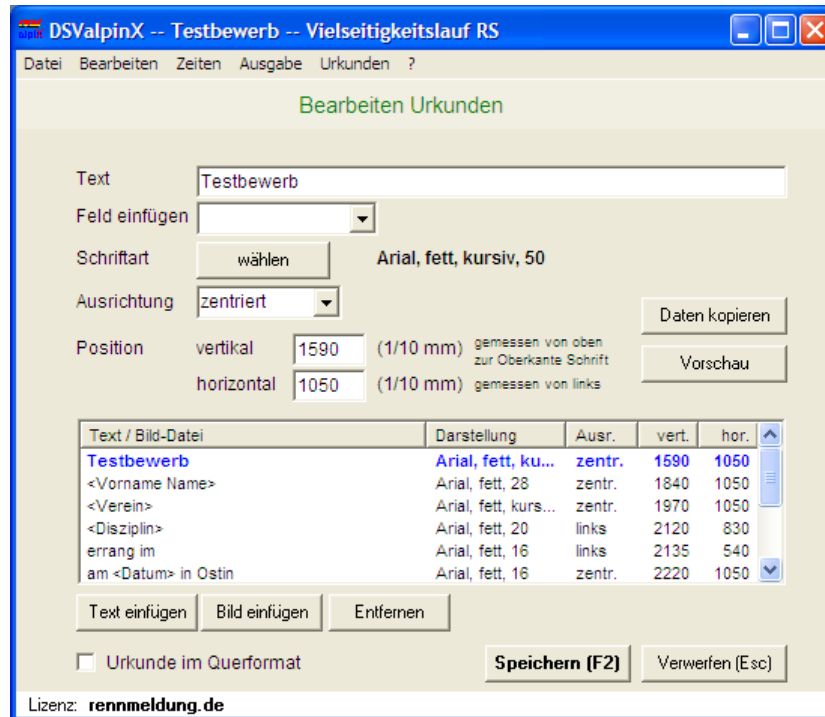 alpin DSValpinX -- Testbewerb -- Vielseitigkeitslauf RS
Datei Bearbeiten Zeiten Ausgabe Urkunden ?
Bearbeiten Urkunden
Text Testbewerb
Feld einfügen
Schriftart wählen Arial, fett, kursiv, 50
Ausrichtung zentriert
Daten kopieren
Position vertikal 1590 (1/10 mm) gemessen von oben
zur Oberkante Schrift
Vorschau
horizontal 1050 (1/10 mm) gemessen von links
Text / Bild-Datei Darstellung Ausr. vert. hor.
Testbewerb Arial, fett, ku... zentr. 1590 1050
<Vorname Name> Arial, fett, 28 zentr. 1840 1050
<Verein> Arial, fett, kurs... zentr. 1970 1050
<Disziplin> Arial, fett, 20 links 2120 830
errang im Arial, fett, 16 links 2135 540
am <Datum> in Ostin Arial, fett, 16 zentr. 2220 1050
Text einfügen Bild einfügen Entfernen
Urkunde im Querformat Speichern (F2) Verwerfen (Esc)
Lizenz: rennmeldung.de